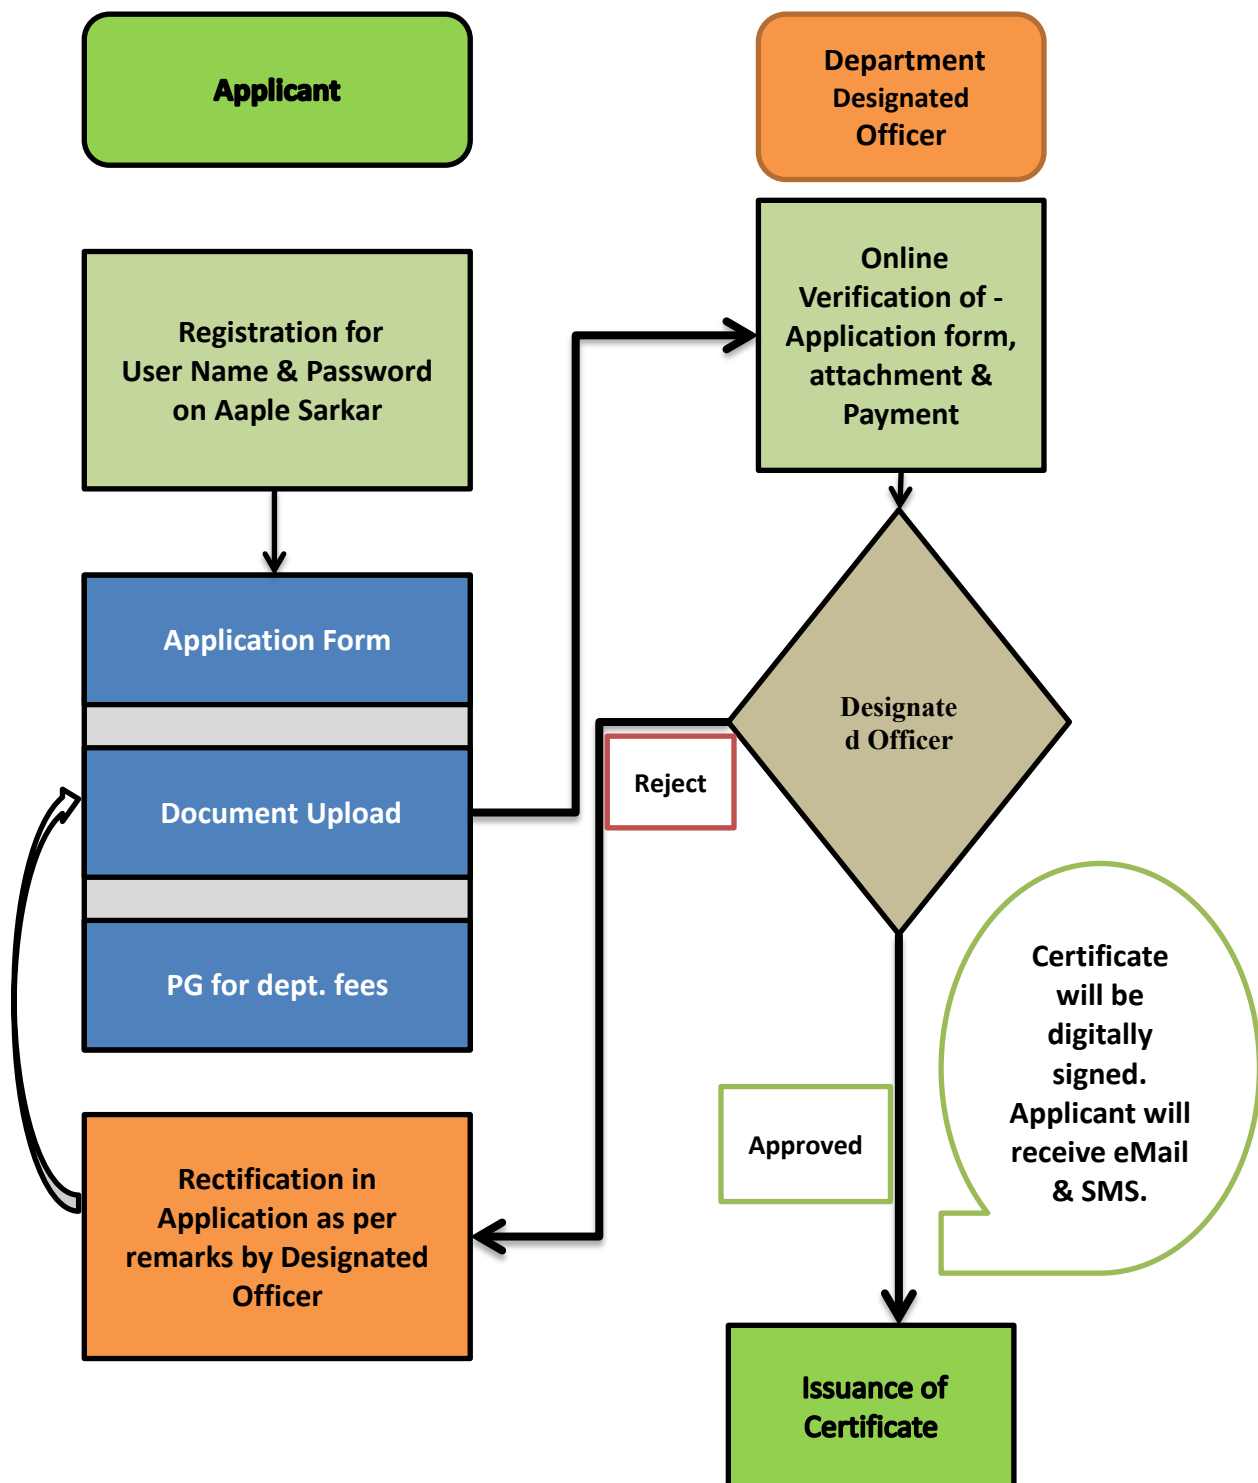 Applicant
Department
Designated
Officer
Registration for
User Name & Password
on Aaple Sarkar
Online
Verification of -
Application form,
attachment &
Payment
Application Form
Document Upload
PG for dept. fees
Designate
d Officer
Reject
Rectification in
Application as per
remarks by Designated
Officer
Approved
Certificate
will be
digitally
signed.
Applicant will
receive eMail
& SMS.
Issuance of
Certificate